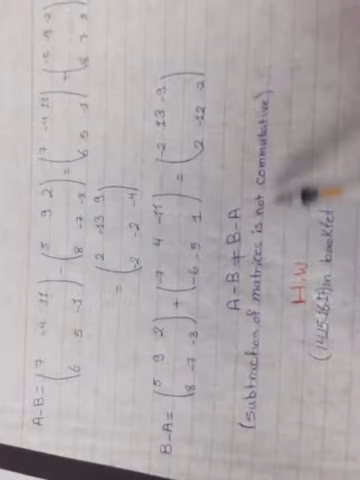 A-B = (7 -4 11) - (5 9 2) = (7 -4 11) + (-5 -9 -2)
(6 5 -1) (8 -7 -3) (6 5 -1) (-8 7 3)
= (2 -13 9)
(-2 -2 -4)
B-A = (5 9 2) + (-7 4 -11) = (-2 13 -9)
(8 -7 -3) (-6 -5 1) (2 -12 -2)
A-B ≠ B-A
(subtraction of matrices is not commutative)
H.W
in booklet